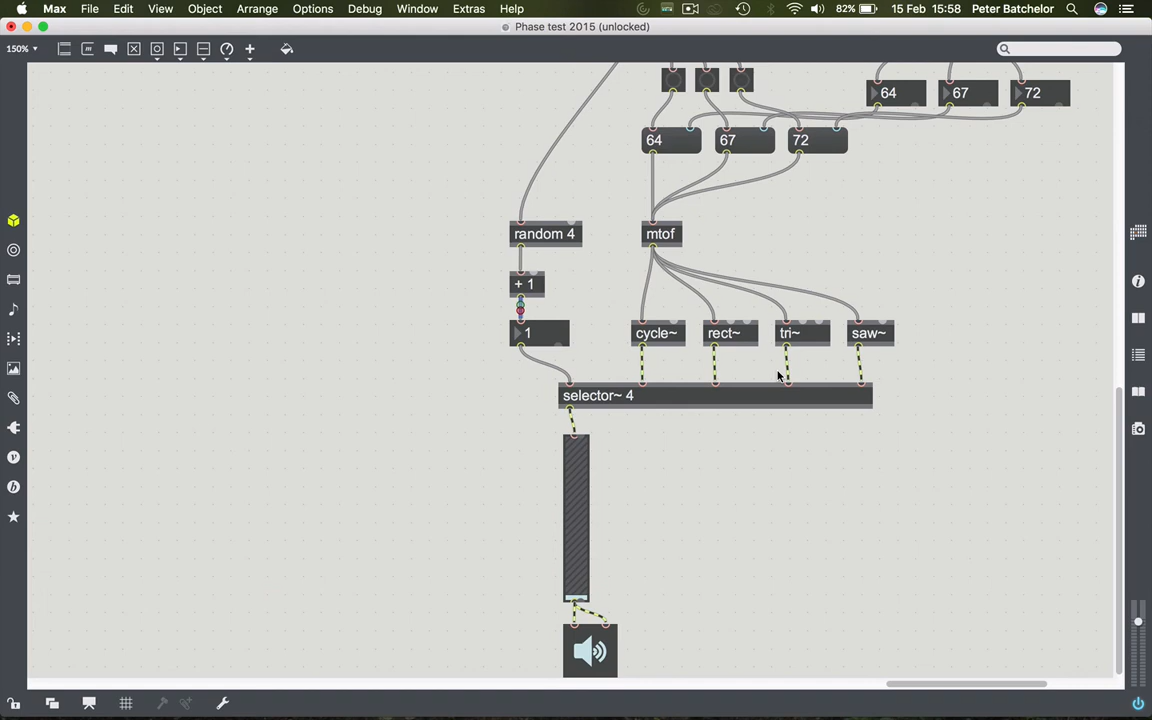 Max File Edit View Object Arrange Options Debug Window Extras Help 82% 15 Feb 15:58 Peter Batchelor
Phase test 2015 (unlocked)
150%
64 67 72
64 67 72
random 4 mtof
+ 1
1 cycle~ rect~ tri~ saw~
selector~ 4